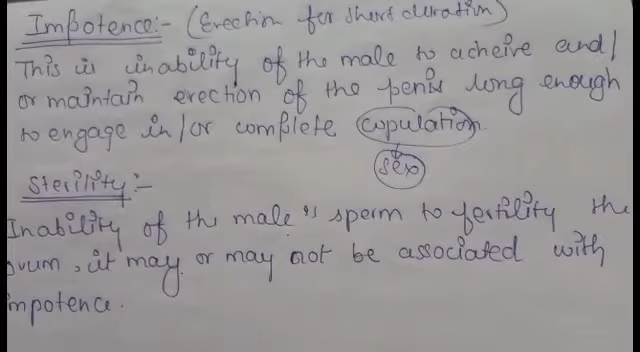 Impotence:- (Erection for short duration)
This is inability of the male to acheive and/
or maintain erection of the penis long enough
to engage in/or complete copulation.
sex
Sterility:-
Inability of the male's sperm to fertility the
ovum, it may or may not be associated with
impotence.